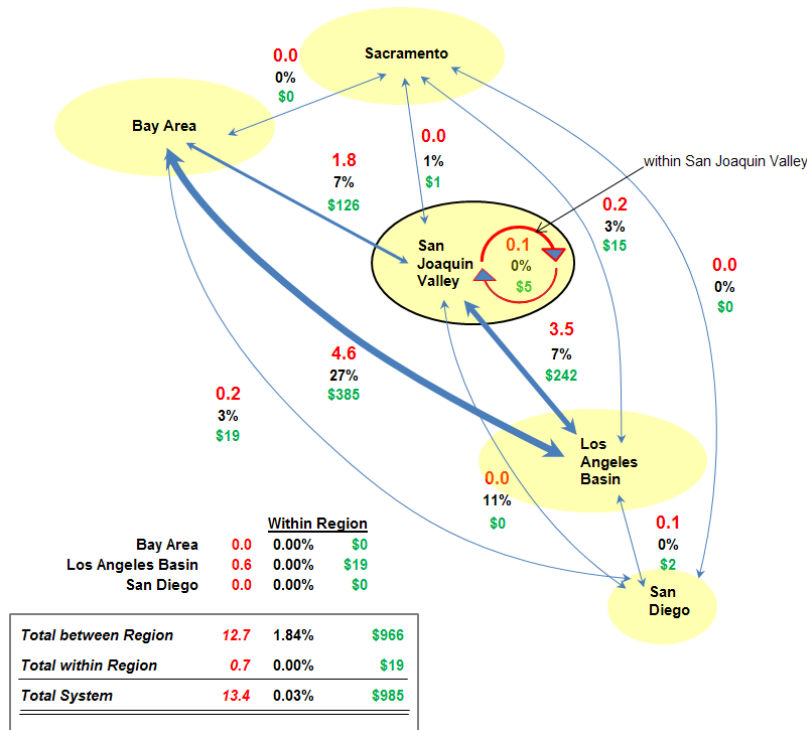 Sacramento
0.0
0%
$0
Bay Area
0.0
1%
$1
1.8
7%
$126
within San Joaquin Valley
0.2
3%
$15
San
Joaquin
Valley
0.1
0%
$5
0.0
0%
$0
3.5
7%
$242
4.6
27%
$385
0.2
3%
$19
Los
Angeles
Basin
0.0
11%
$0
0.1
0%
$2
San
Diego
Within Region
Bay Area 0.0 0.00% $0
Los Angeles Basin 0.6 0.00% $19
San Diego 0.0 0.00% $0
Total between Region 12.7 1.84% $966
Total within Region 0.7 0.00% $19
Total System 13.4 0.03% $985